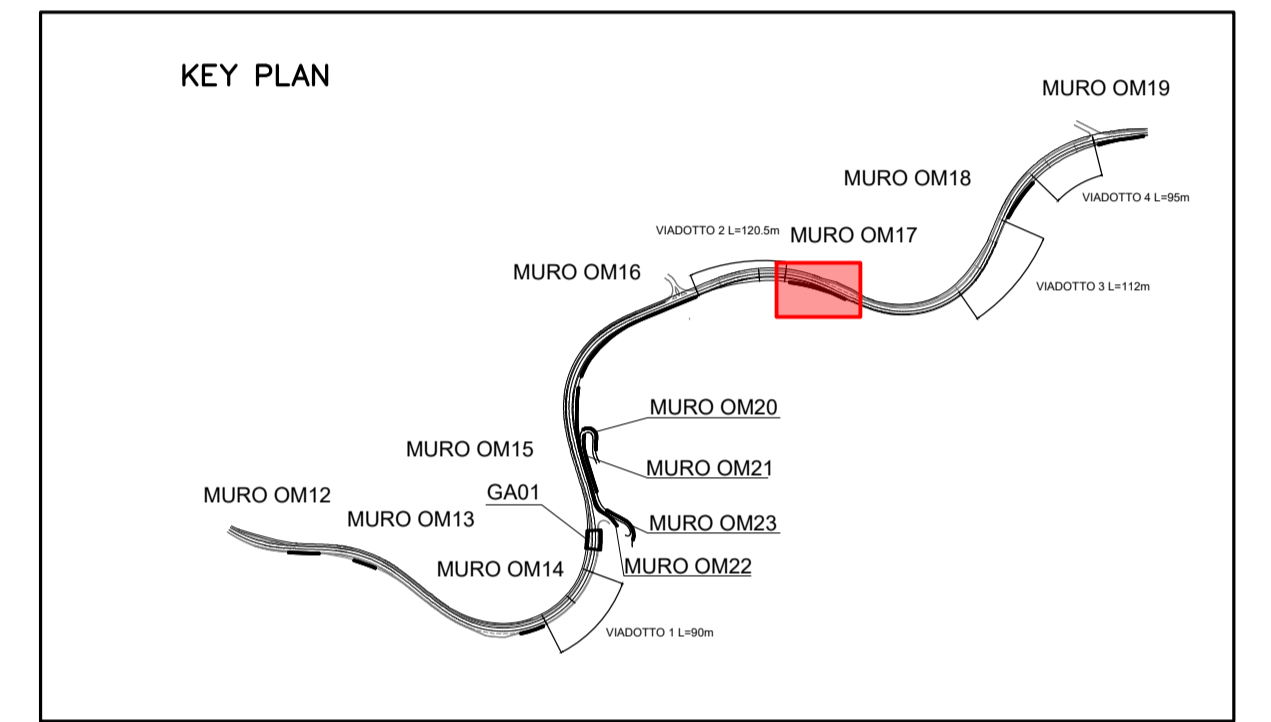 KEY PLAN
MURO OM19
MURO OM18
VIADOTTO 4 L=95m
VIADOTTO 2 L=120.5m
MURO OM17
MURO OM16
VIADOTTO 3 L=112m
MURO OM20
MURO OM15
MURO OM21
GA01
MURO OM12
MURO OM13
MURO OM23
MURO OM14
MURO OM22
VIADOTTO 1 L=90m